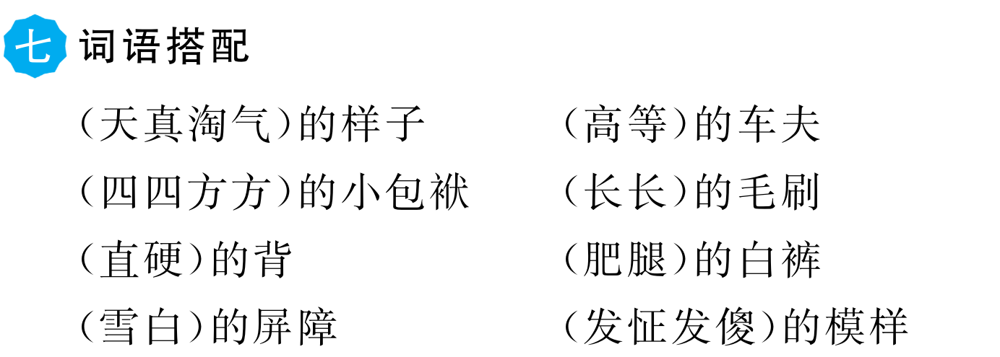 七 词语搭配
（天真淘气）的样子 （高等）的车夫
（四四方方）的小包袱 （长长）的毛刷
（直硬）的背 （肥腿）的白裤
（雪白）的屏障 （发怔发傻）的模样